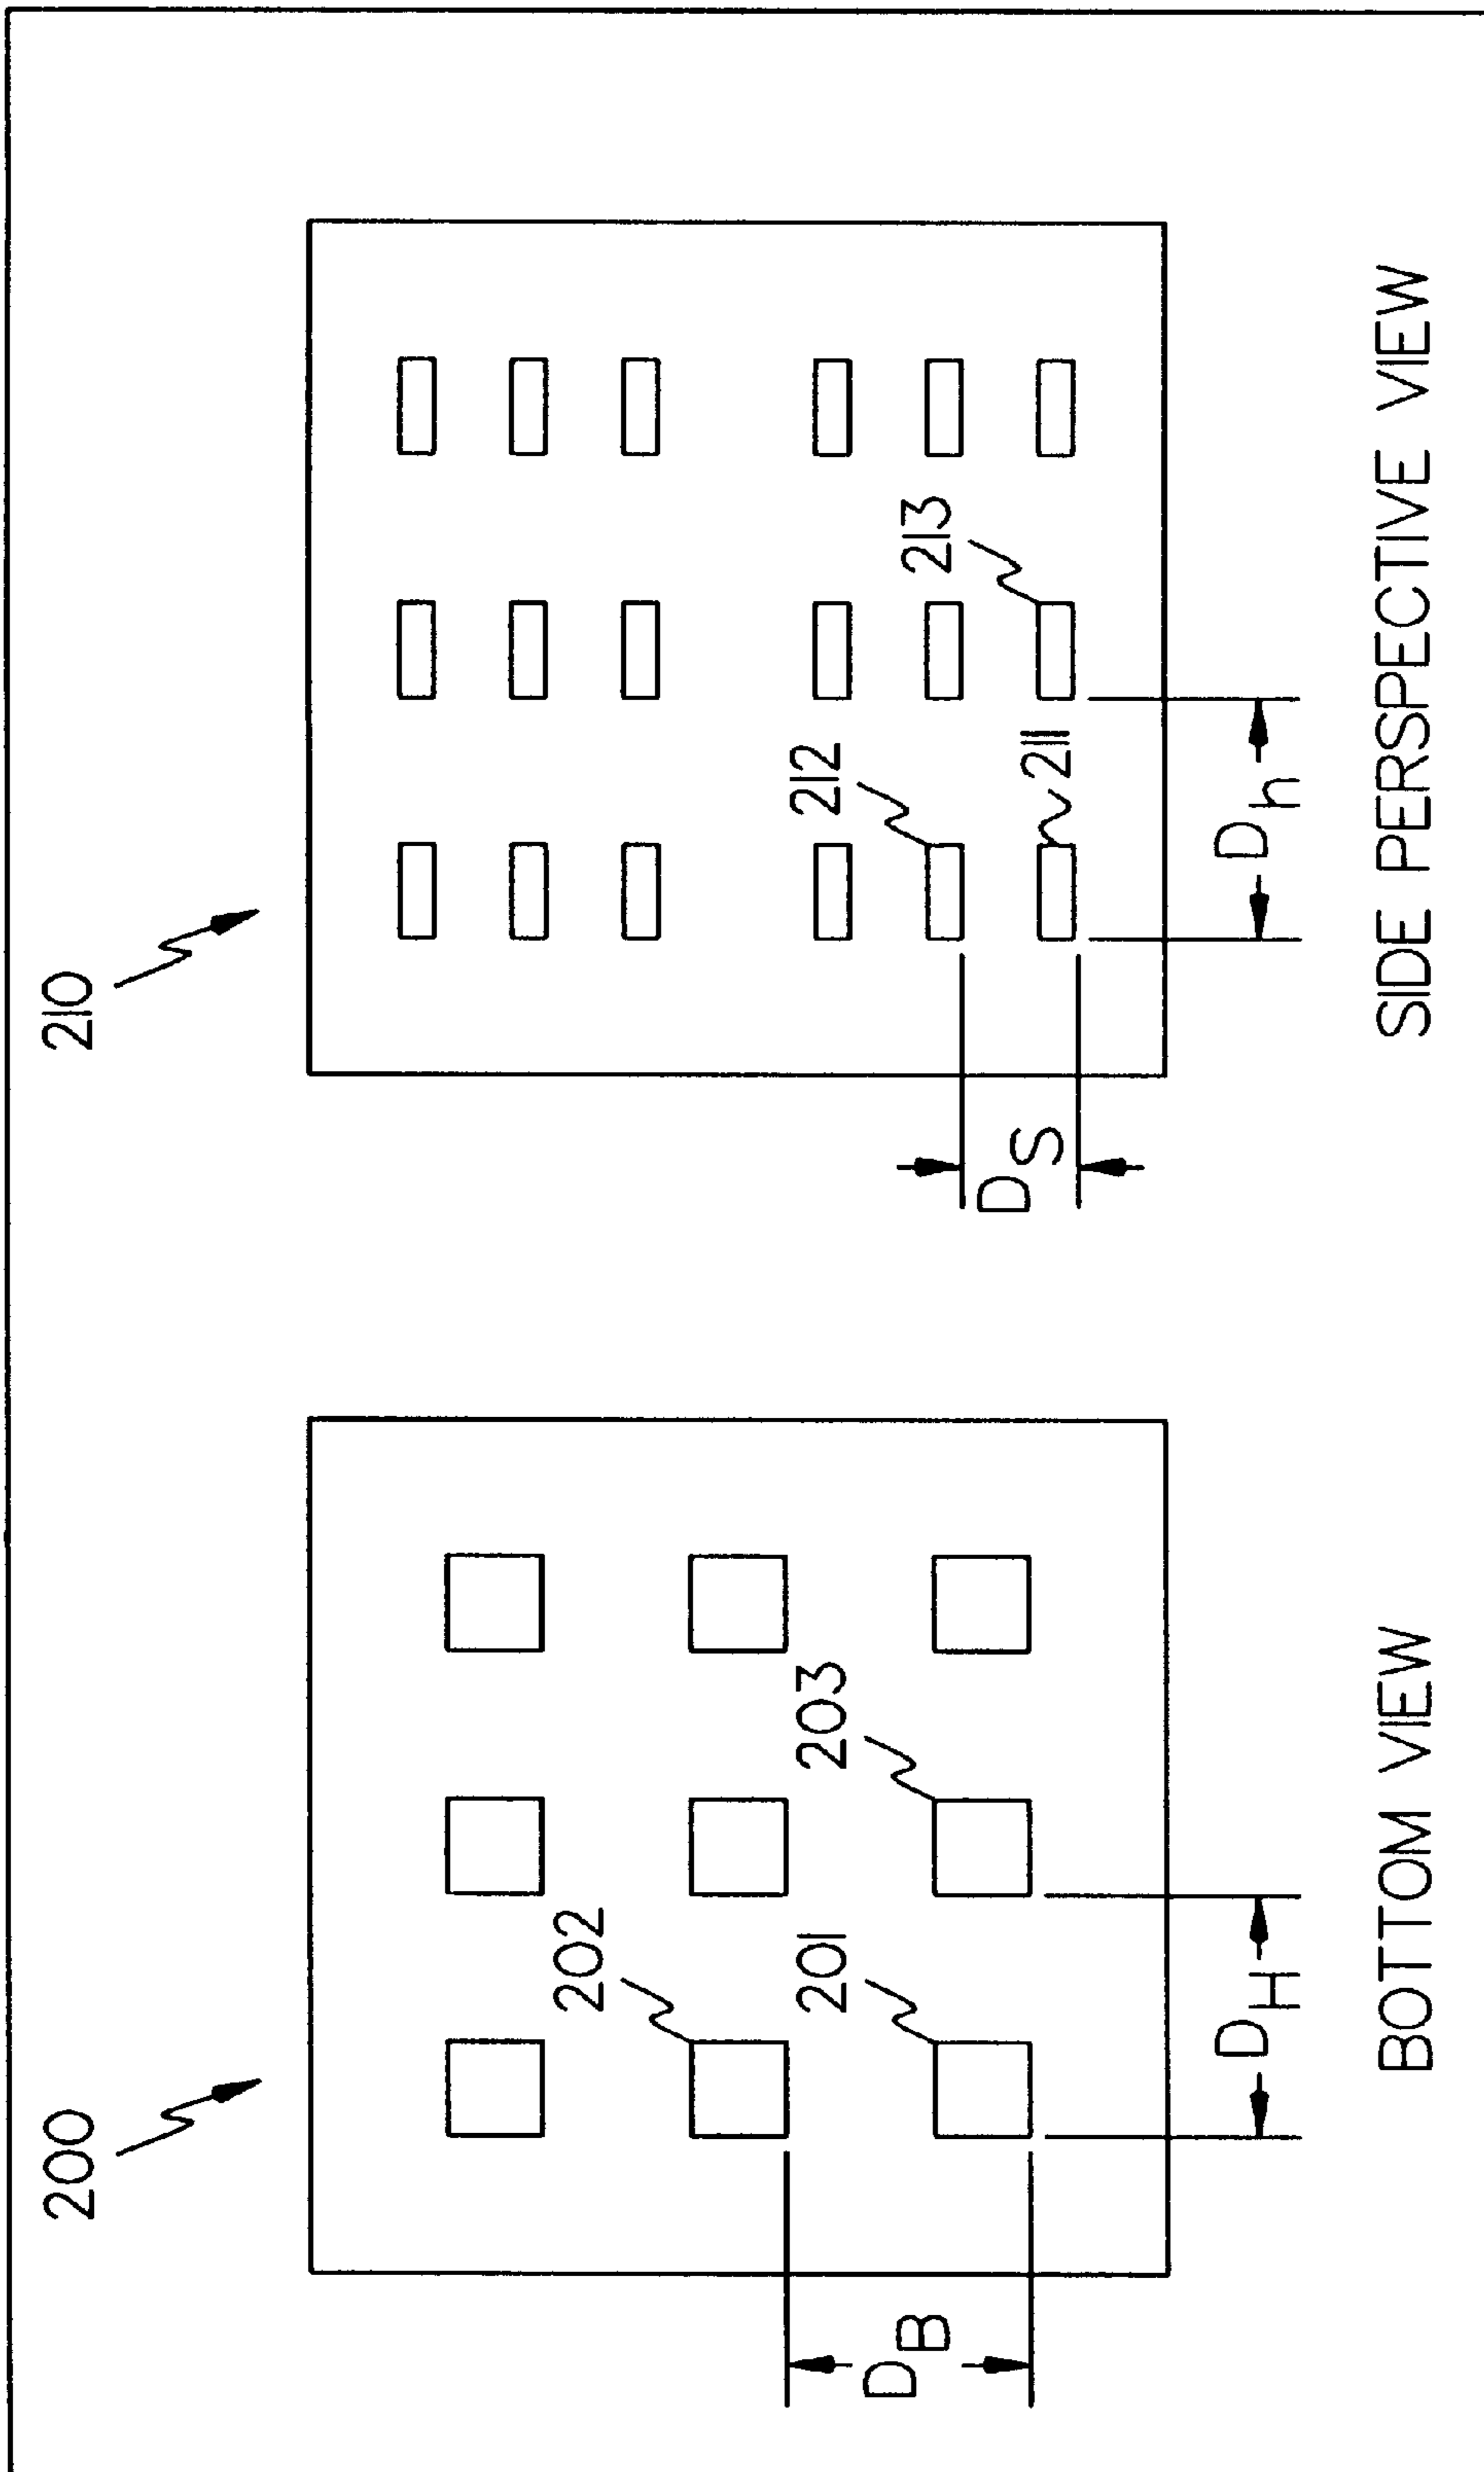 200
202
203
201
D_B
D_H
BOTTOM VIEW
210
212
213
211
D_S
D_h
SIDE PERSPECTIVE VIEW